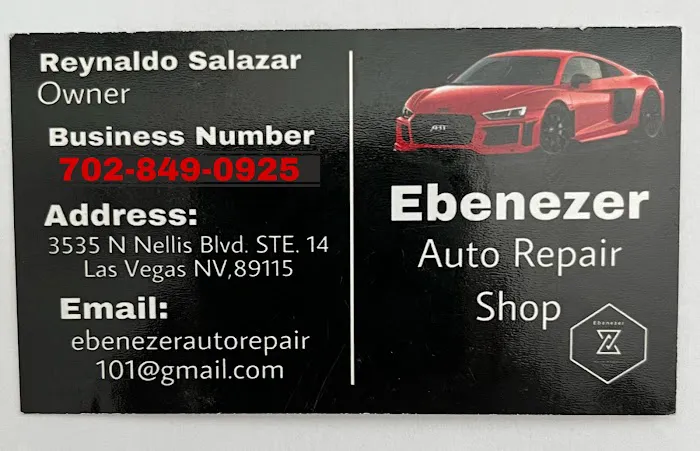 Reynaldo Salazar
Owner
Business Number
702-849-0925
Address:
3535 N Nellis Blvd. STE. 14
Las Vegas NV,89115
Email:
ebenezerautorepair
101@gmail.com
Ebenezer
Auto Repair
Shop
Ebenezer